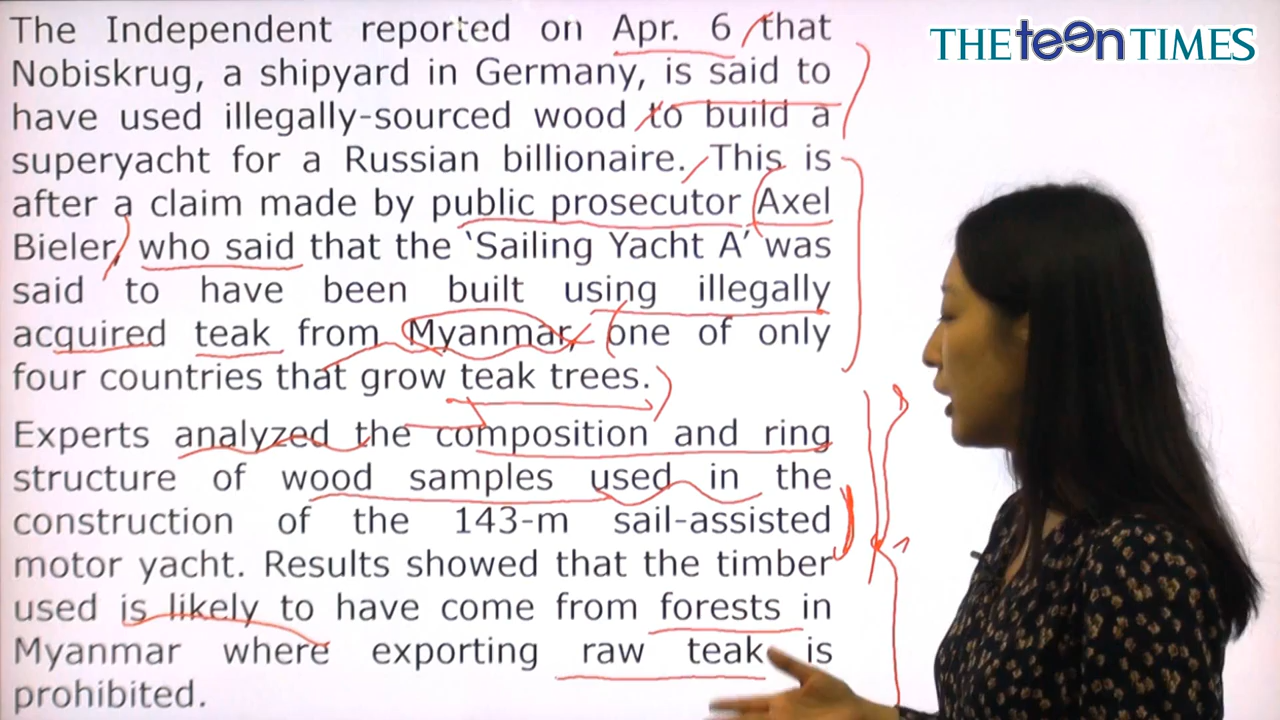 The Independent reported on Apr. 6 that
Nobiskrug, a shipyard in Germany, is said to
have used illegally-sourced wood to build a
superyacht for a Russian billionaire. This is
after a claim made by public prosecutor Axel
Bieler, who said that the ‘Sailing Yacht A’ was
said to have been built using illegally
acquired teak from Myanmar, one of only
four countries that grow teak trees.
Experts analyzed the composition and ring
structure of wood samples used in the
construction of the 143-m sail-assisted
motor yacht. Results showed that the timber
used is likely to have come from forests in
Myanmar where exporting raw teak is
prohibited.
THE teen TIMES